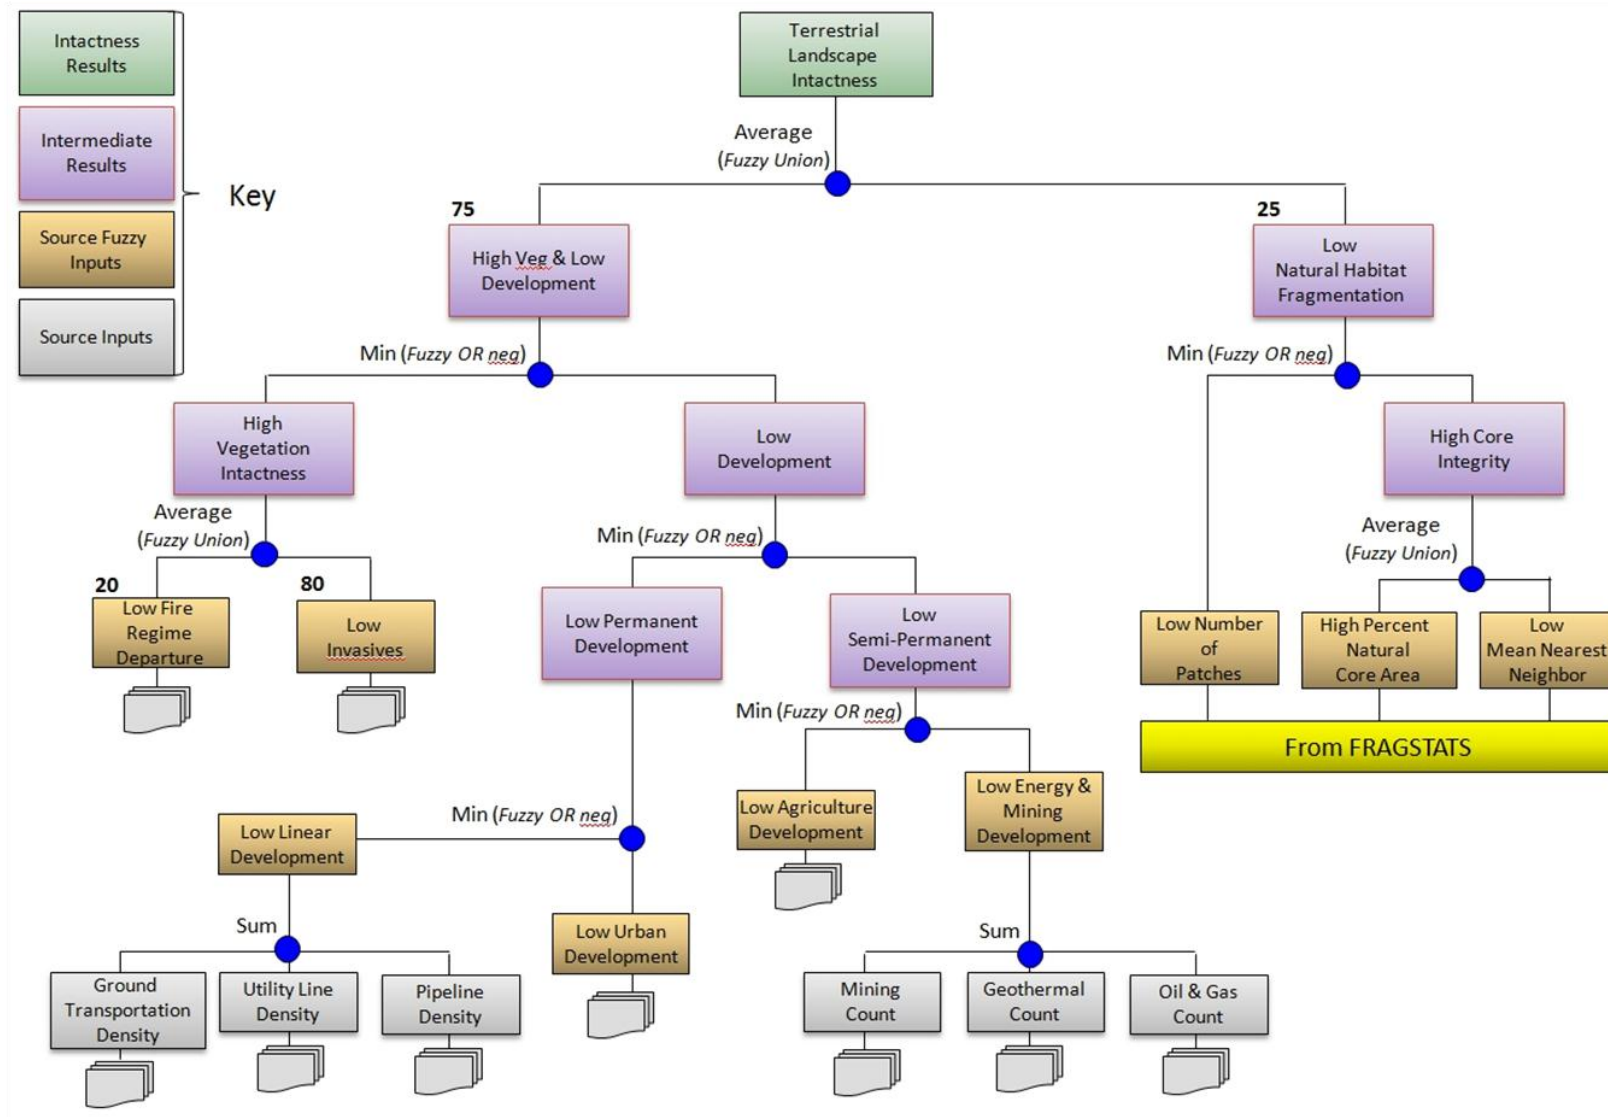 Intactness
Results
Intermediate
Results
Source Fuzzy
Inputs
Source Inputs
Key
Terrestrial
Landscape
Intactness
Average
(Fuzzy Union)
75
High Veg & Low
Development
25
Low
Natural Habitat
Fragmentation
Min (Fuzzy OR neg)
Min (Fuzzy OR neg)
High
Vegetation
Intactness
Low
Development
High Core
Integrity
Average
(Fuzzy Union)
Min (Fuzzy OR neg)
Average
(Fuzzy Union)
20
Low Fire
Regime
Departure
80
Low
Invasives
Low Permanent
Development
Low
Semi-Permanent
Development
Low Number
of
Patches
High Percent
Natural
Core Area
Low
Mean Nearest
Neighbor
Min (Fuzzy OR neg)
From FRAGSTATS
Low Agriculture
Development
Low Energy &
Mining
Development
Min (Fuzzy OR neg)
Low Linear
Development
Low Urban
Development
Sum
Sum
Ground
Transportation
Density
Utility Line
Density
Pipeline
Density
Mining
Count
Geothermal
Count
Oil & Gas
Count